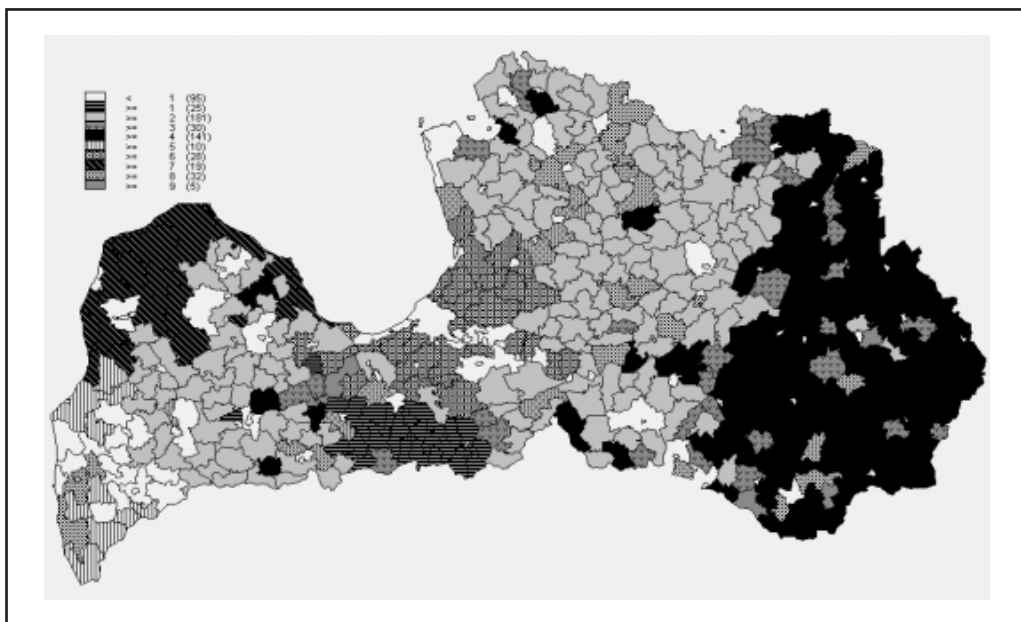 < 1 (95)
>= 1 (25)
>= 2 (181)
>= 3 (30)
>= 4 (141)
>= 5 (10)
>= 6 (28)
>= 7 (19)
>= 8 (32)
>= 9 (5)